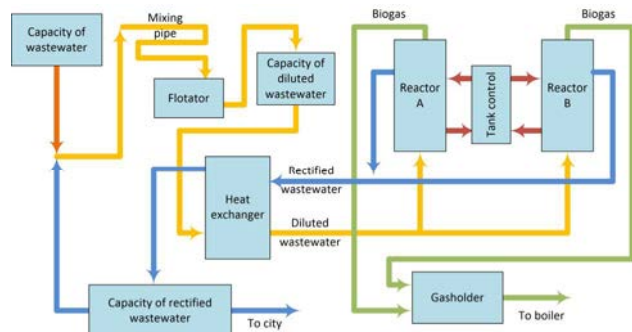 Capacity of
wastewater
Mixing
pipe
Flotator
Capacity of
diluted
wastewater
Biogas
Biogas
Reactor
A
Tank control
Reactor
B
Heat
exchanger
Rectified
wastewater
Diluted
wastewater
Capacity of rectified
wastewater
To city
Gasholder
To boiler